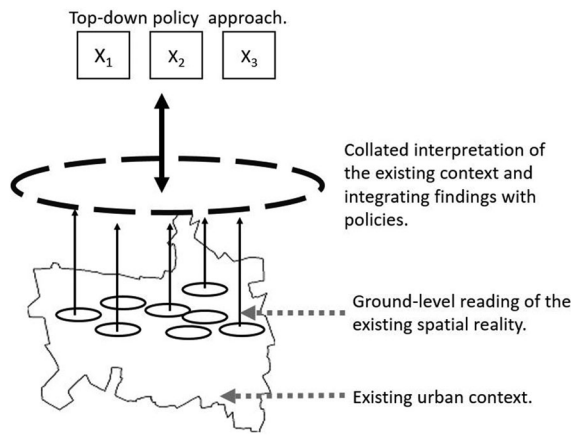 Top-down policy approach.
X₁ X₂ X₃
Collated interpretation of
the existing context and
integrating findings with
policies.
Ground-level reading of the
existing spatial reality.
Existing urban context.